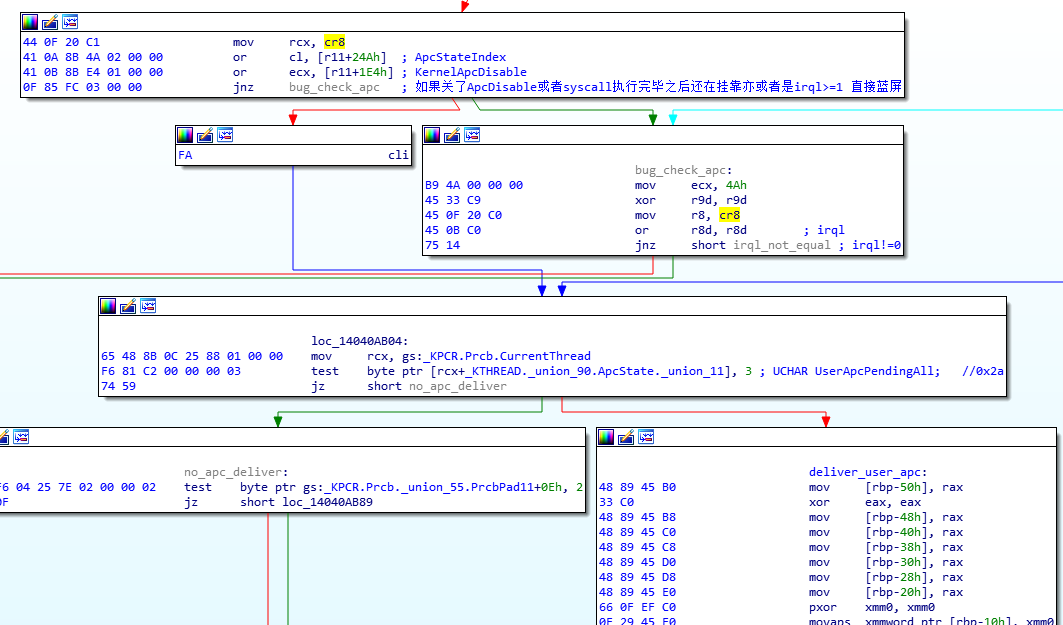 44 0F 20 C1 mov rcx, cr8
41 0A 8B 4A 02 00 00 or cl, [r11+24Ah] ; ApcStateIndex
41 0B 8B E4 01 00 00 or ecx, [r11+1E4h] ; KernelApcDisable
0F 85 FC 03 00 00 jnz bug_check_apc ; 如果关了ApcDisable或者syscall执行完毕之后还在挂靠亦或者是irql>=1 直接蓝屏
FA cli
bug_check_apc:
B9 4A 00 00 00 mov ecx, 4Ah
45 33 C9 xor r9d, r9d
45 0F 20 C0 mov r8, cr8
45 0B C0 or r8d, r8d ; irql
75 14 jnz short irql_not_equal ; irql!=0
loc_14040AB04:
65 48 8B 0C 25 88 01 00 00 mov rcx, gs:_KPCR.Prcb.CurrentThread
F6 81 C2 00 00 00 03 test byte ptr [rcx+_KTHREAD._union_90.ApcState._union_11], 3 ; UCHAR UserApcPendingAll; //0x2a
74 59 jz short no_apc_deliver
no_apc_deliver:
F6 04 25 7E 02 00 00 02 test byte ptr gs:_KPCR.Prcb._union_55.PrcbPad11+0Eh, 2
0F jz short loc_14040AB89
deliver_user_apc:
48 89 45 B0 mov [rbp-50h], rax
33 C0 xor eax, eax
48 89 45 B8 mov [rbp-48h], rax
48 89 45 C0 mov [rbp-40h], rax
48 89 45 C8 mov [rbp-38h], rax
48 89 45 D0 mov [rbp-30h], rax
48 89 45 D8 mov [rbp-28h], rax
48 89 45 E0 mov [rbp-20h], rax
66 0F EF C0 pxor xmm0, xmm0
0F 29 45 F0 movaps xmmword ptr [rbp-10h], xmm0